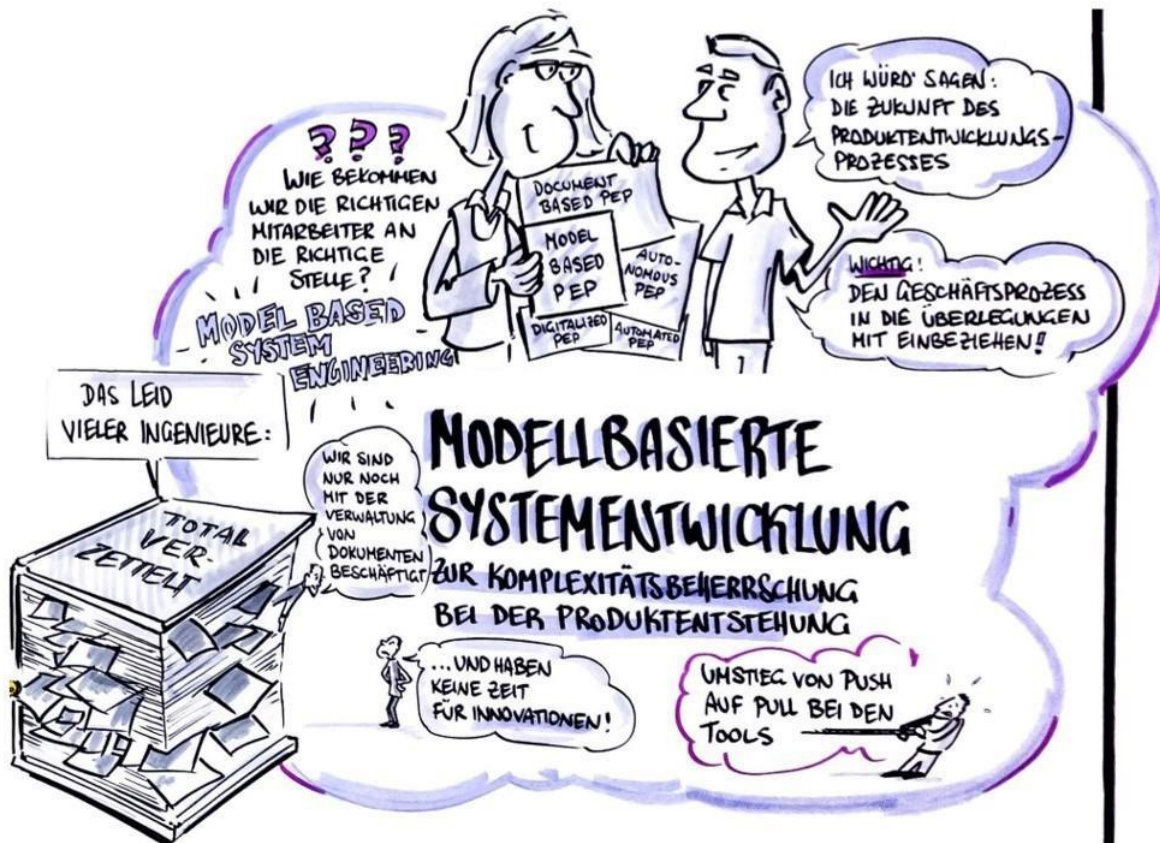 ???
WIE BEKOMMEN
WIR DIE RICHTIGEN
MITARBEITER AN
DIE RICHTIGE
STELLE?
MODEL BASED
SYSTEM
ENGINEERING
DOCUMENT
BASED PEP
MODEL
BASED
PEP
AUTO-
NOMOUS
PEP
DIGITALIZED
PEP
AUTOMATED
PEP
ICH WÜRD' SAGEN:
DIE ZUKUNFT DES
PRODUKTENTWICKLUNGS-
PROZESSES
WICHTIG:
DEN GESCHÄFTSPROZESS
IN DIE ÜBERLEGUNGEN
MIT EINBEZIEHEN!
DAS LEID
VIELER INGENIEURE:
TOTAL
VER
ZETTELT
WIR SIND
NUR NOCH
MIT DER
VERWALTUNG
VON
DOKUMENTEN
BESCHÄFTIGT
MODELLBASIERTE
SYSTEMENTWICKLUNG
ZUR KOMPLEXITÄTSBEHERRSCHUNG
BEI DER PRODUKTENTSTEHUNG
...UND HABEN
KEINE ZEIT
FÜR INNOVATIONEN!
UMSTIEG VON PUSH
AUF PULL BEI DEN
TOOLS